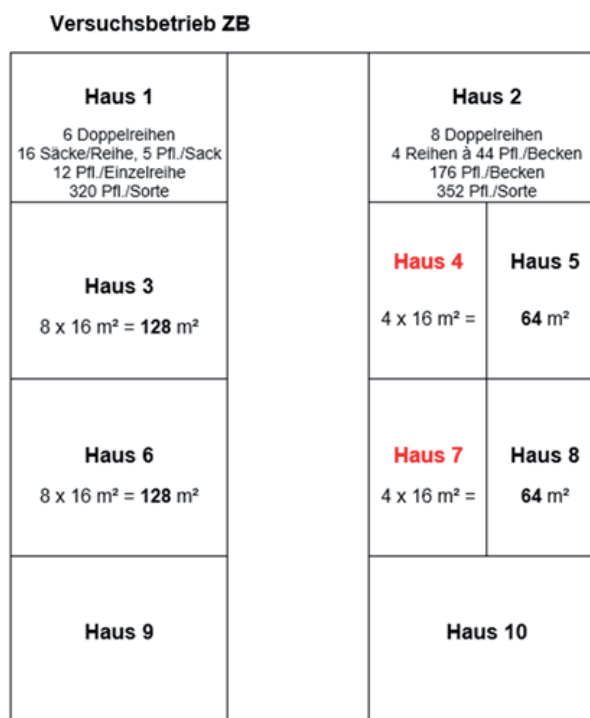 Versuchsbetrieb ZB
Haus 1
6 Doppelreihen
16 Säcke/Reihe, 5 Pfl./Sack
12 Pfl./Einzelreihe
320 Pfl./Sorte
Haus 2
8 Doppelreihen
4 Reihen à 44 Pfl./Becken
176 Pfl./Becken
352 Pfl./Sorte
Haus 3
8 x 16 m² = 128 m²
Haus 4
4 x 16 m² =
Haus 5
64 m²
Haus 6
8 x 16 m² = 128 m²
Haus 7
4 x 16 m² =
Haus 8
64 m²
Haus 9
Haus 10